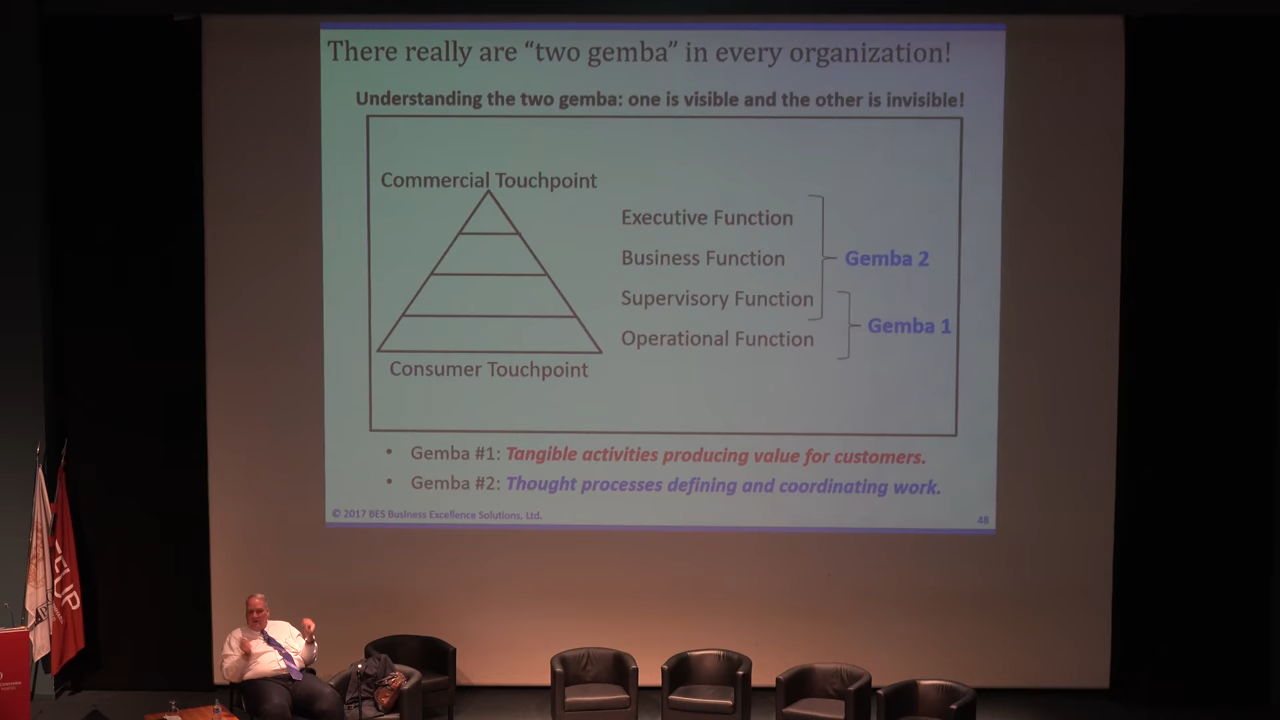 There really are “two gemba” in every organization!
Understanding the two gemba: one is visible and the other is invisible!
Commercial Touchpoint
Executive Function
Business Function
Gemba 2
Supervisory Function
Gemba 1
Operational Function
Consumer Touchpoint
• Gemba #1: Tangible activities producing value for customers.
• Gemba #2: Thought processes defining and coordinating work.
© 2017 BES Business Excellence Solutions, Ltd.
48
FEUP